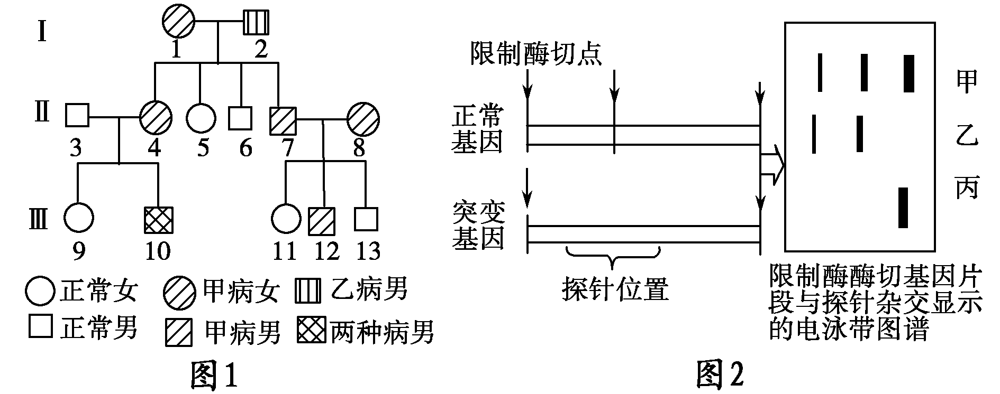 Ⅰ
1 2
Ⅱ
3 4 5 6 7 8
Ⅲ
9 10 11 12 13
正常女 甲病女 乙病男
正常男 甲病男 两种病男
图1
限制酶切点
正常
基因
突变
基因
探针位置
甲
乙
丙
限制酶酶切基因片
段与探针杂交显示
的电泳带图谱
图2